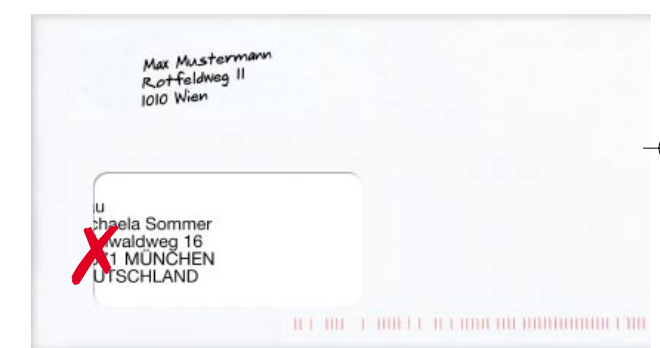 Max Mustermann
Rotfeldweg 11
1010 Wien
u
chaela Sommer
waldweg 16
1 MÜNCHEN
UTSCHLAND